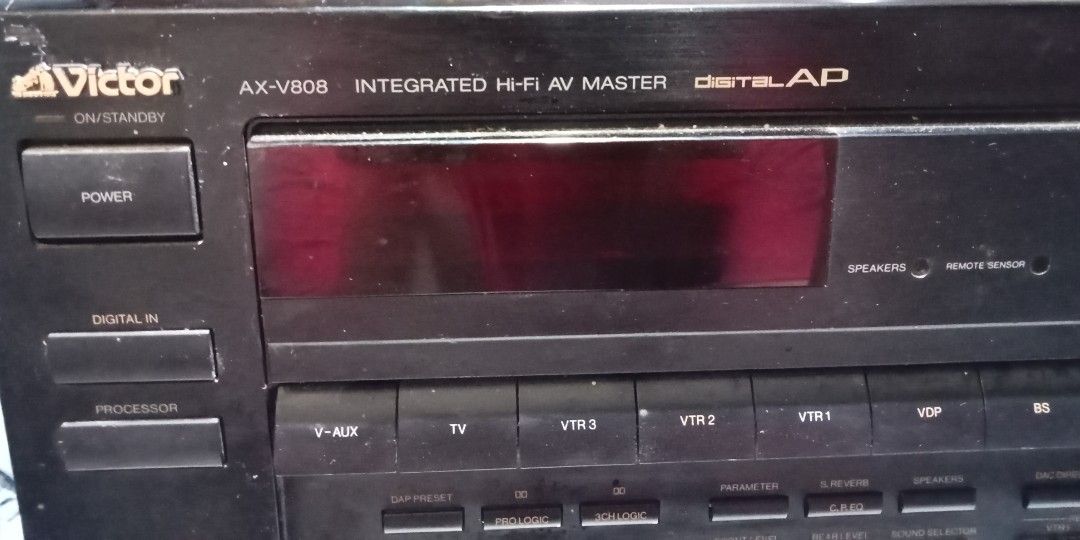 Victor
AX-V808 INTEGRATED Hi-Fi AV MASTER DIGITAL AP
ON/STANDBY
POWER
SPEAKERS REMOTE SENSOR
DIGITAL IN
PROCESSOR
V-AUX TV VTR 3 VTR 2 VTR 1 VDP BS
DAP PRESET PARAMETER S.REVERB SPEAKERS
PRO LOGIC 3CH LOGIC C.P.EQ
REAR LEVEL SOUND SELECTOR